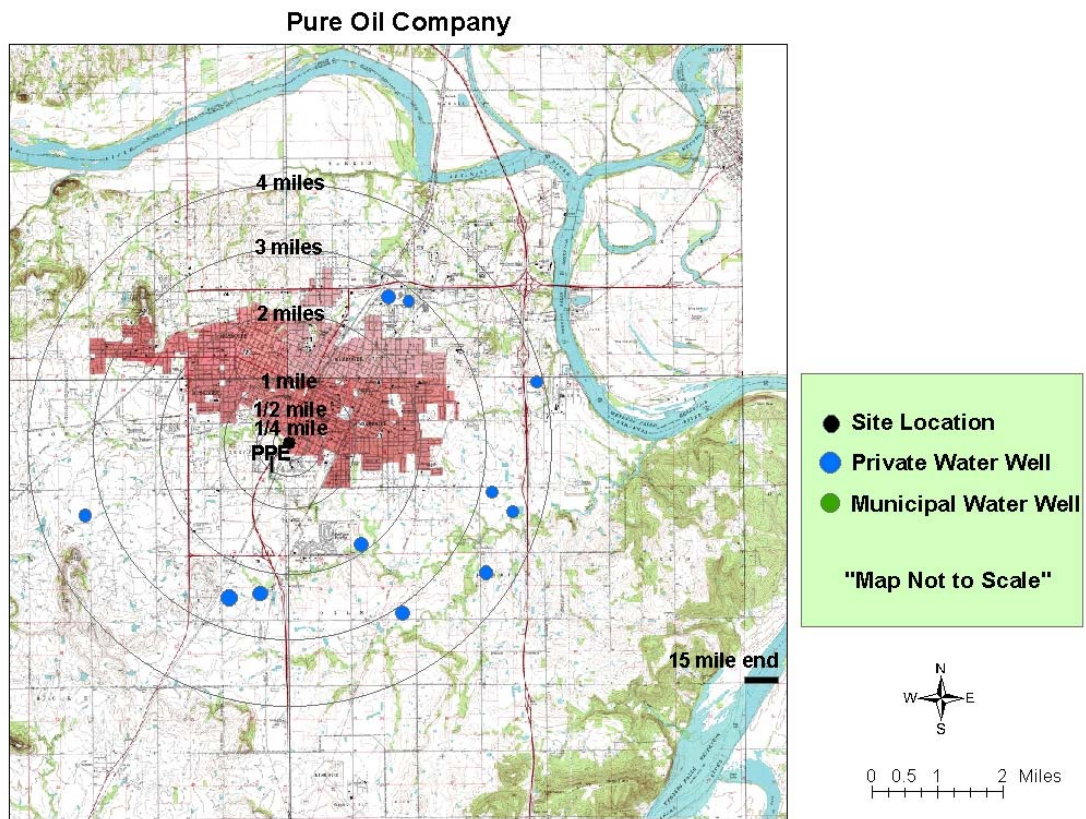 Pure Oil Company
4 miles
3 miles
2 miles
1 mile
1/2 mile
1/4 mile
PPE
15 mile end
Site Location
Private Water Well
Municipal Water Well
"Map Not to Scale"
N
W E
S
0 0.5 1 2 Miles